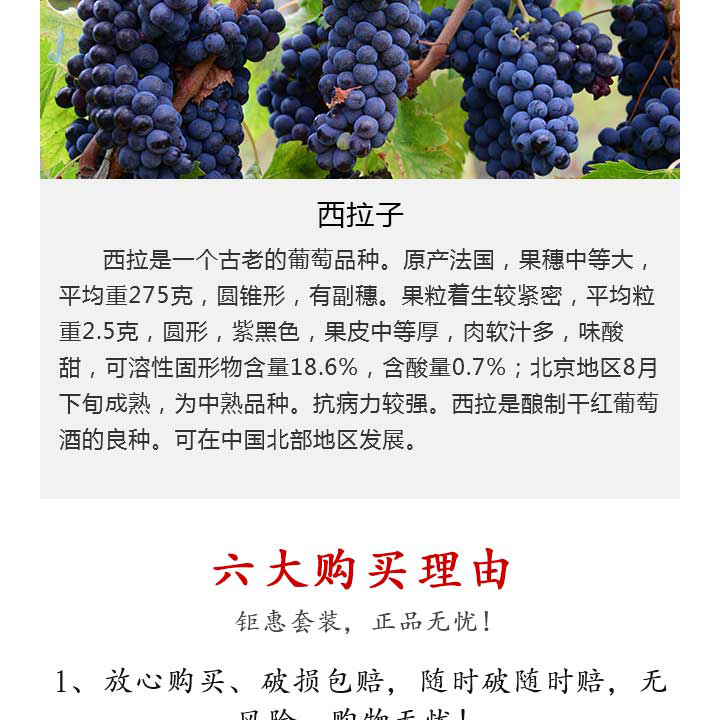 西拉子
西拉是一个古老的葡萄品种。原产法国，果穗中等大，
平均重275克，圆锥形，有副穗。果粒着生较紧密，平均粒
重2.5克，圆形，紫黑色，果皮中等厚，肉软汁多，味酸
甜，可溶性固形物含量18.6%，含酸量0.7%；北京地区8月
下旬成熟，为中熟品种。抗病力较强。西拉是酿制干红葡萄
酒的良种。可在中国北部地区发展。
六大购买理由
钜惠套装，正品无忧！
1、放心购买、破损包赔，随时破随时赔，无
风险，购物无忧！